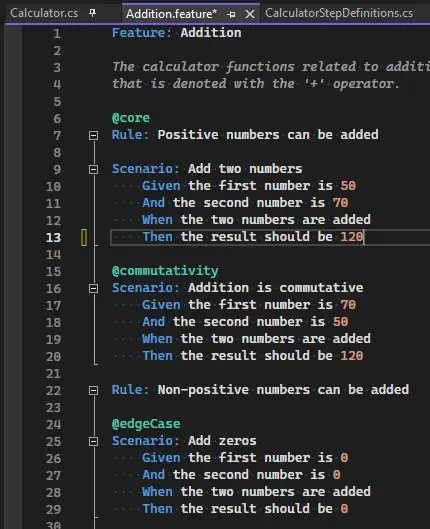 Calculator.cs Addition.feature* CalculatorStepDefinitions.cs
1 Feature: Addition
2
3 The calculator functions related to additi
4 that is denoted with the '+' operator.
5
6 @core
7 Rule: Positive numbers can be added
8
9 Scenario: Add two numbers
10 Given the first number is 50
11 And the second number is 70
12 When the two numbers are added
13 Then the result should be 120
14
15 @commutativity
16 Scenario: Addition is commutative
17 Given the first number is 70
18 And the second number is 50
19 When the two numbers are added
20 Then the result should be 120
21
22 Rule: Non-positive numbers can be added
23
24 @edgeCase
25 Scenario: Add zeros
26 Given the first number is 0
27 And the second number is 0
28 When the two numbers are added
29 Then the result should be 0
30